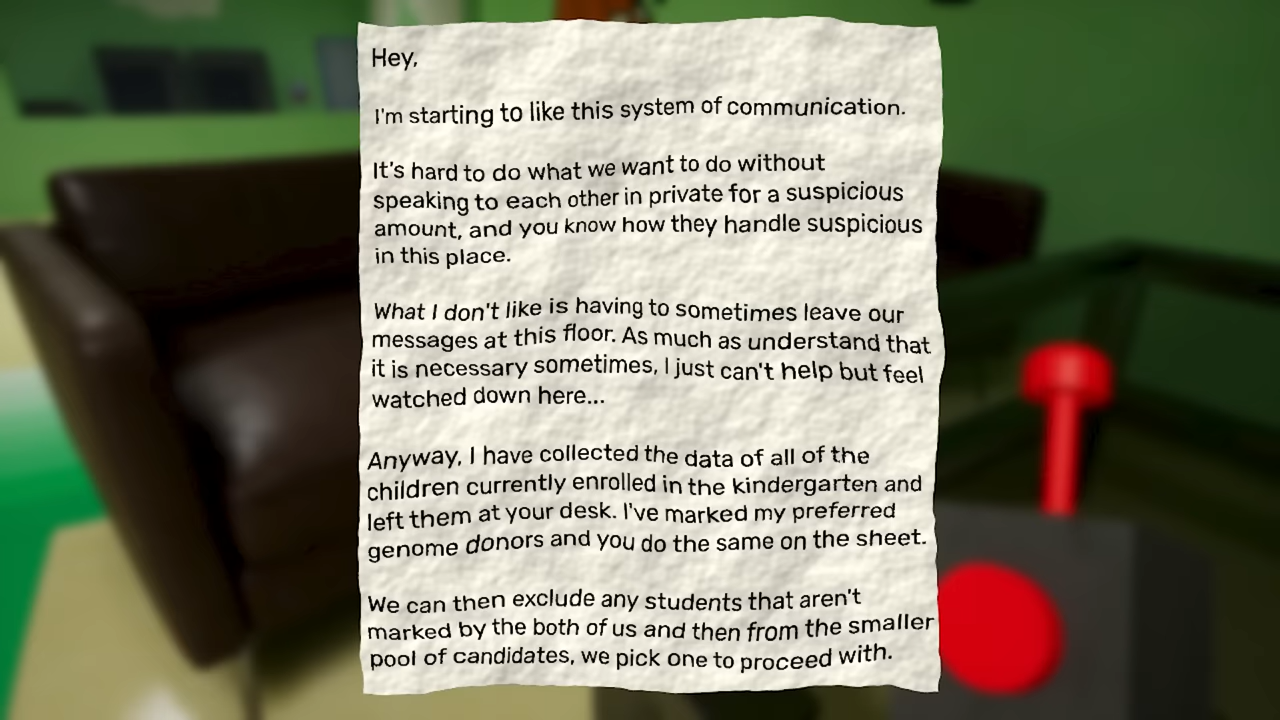 Hey,
I'm starting to like this system of communication.
It's hard to do what we want to do without
speaking to each other in private for a suspicious
amount, and you know how they handle suspicious
in this place.
What I don't like is having to sometimes leave our
messages at this floor. As much as understand that
it is necessary sometimes, I just can't help but feel
watched down here...
Anyway, I have collected the data of all of the
children currently enrolled in the kindergarten and
left them at your desk. I've marked my preferred
genome donors and you do the same on the sheet.
We can then exclude any students that aren't
marked by the both of us and then from the smaller
pool of candidates, we pick one to proceed with.